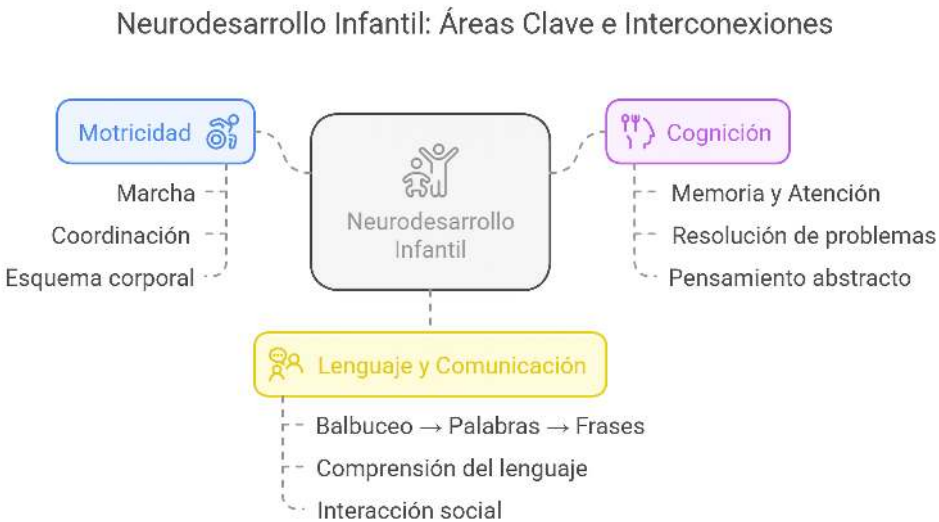 Neurodesarrollo Infantil: Áreas Clave e Interconexiones
Motricidad
Marcha
Coordinación
Esquema corporal
Neurodesarrollo
Infantil
Cognición
Memoria y Atención
Resolución de problemas
Pensamiento abstracto
Lenguaje y Comunicación
Balbuceo → Palabras → Frases
Comprensión del lenguaje
Interacción social